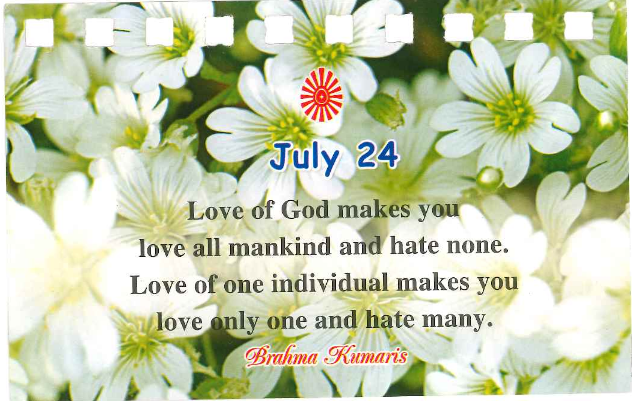 July 24
Love of God makes you
love all mankind and hate none.
Love of one individual makes you
love only one and hate many.
Brahma Kumaris